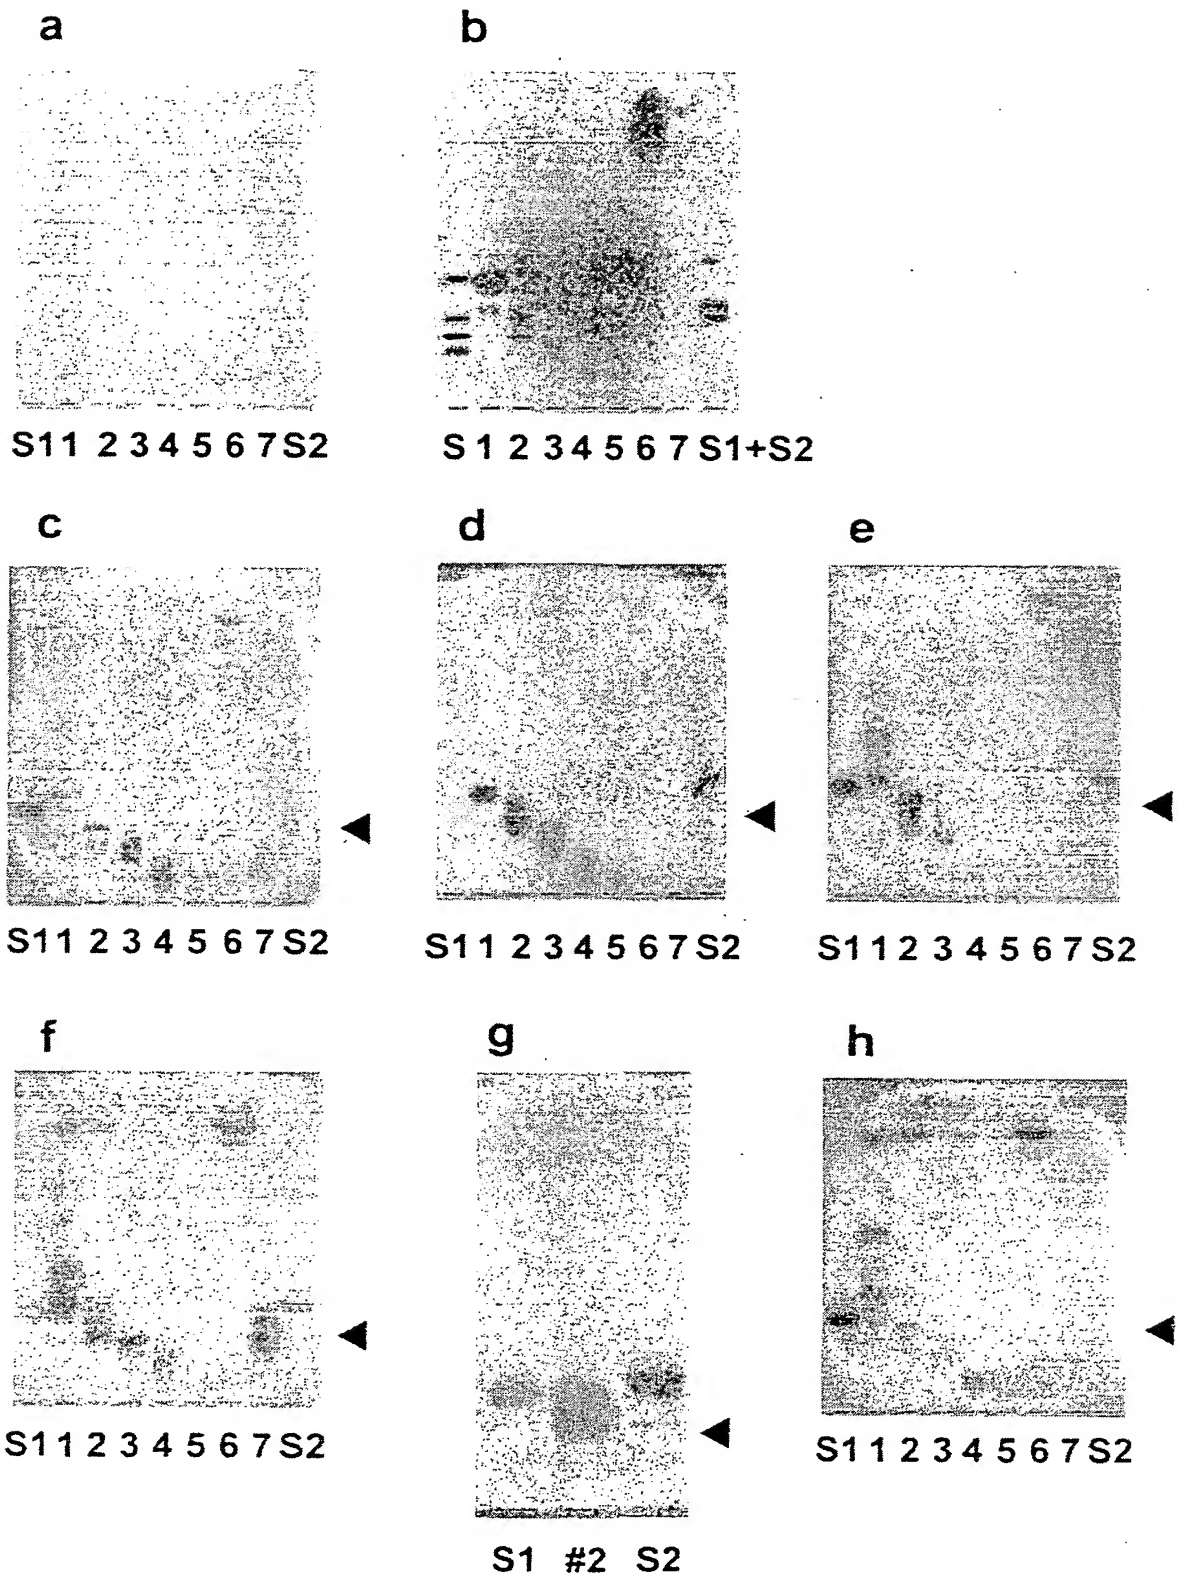 a b
S11 2 3 4 5 6 7 S2 S 1 2 3 4 5 6 7 S1+S2
c d e
S11 2 3 4 5 6 7 S2 S1 1 2 3 4 5 6 7 S2 S1 1 2 3 4 5 6 7 S2
f g h
S1 1 2 3 4 5 6 7 S2 S1 1 2 3 4 5 6 7 S2
S1 #2 S2